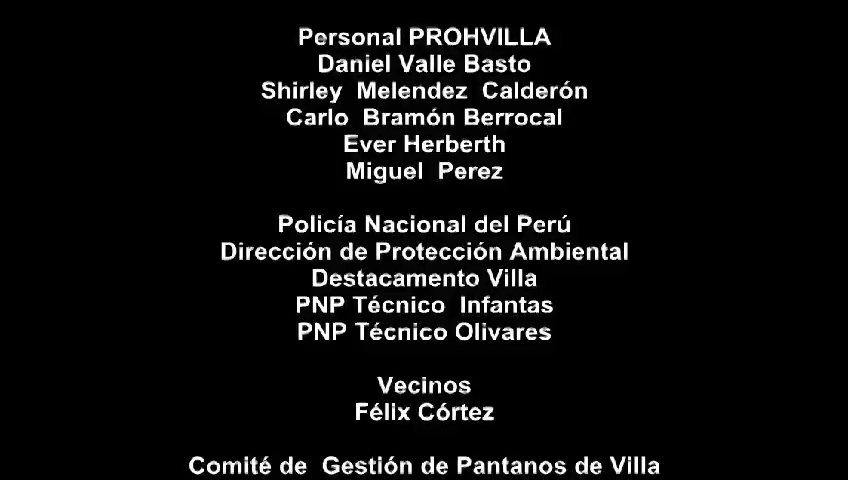 Personal PROHVILLA
Daniel Valle Basto
Shirley Melendez Calderón
Carlo Bramón Berrocal
Ever Herberth
Miguel Perez
Policía Nacional del Perú
Dirección de Protección Ambiental
Destacamento Villa
PNP Técnico Infantas
PNP Técnico Olivares
Vecinos
Félix Córtez
Comité de Gestión de Pantanos de Villa